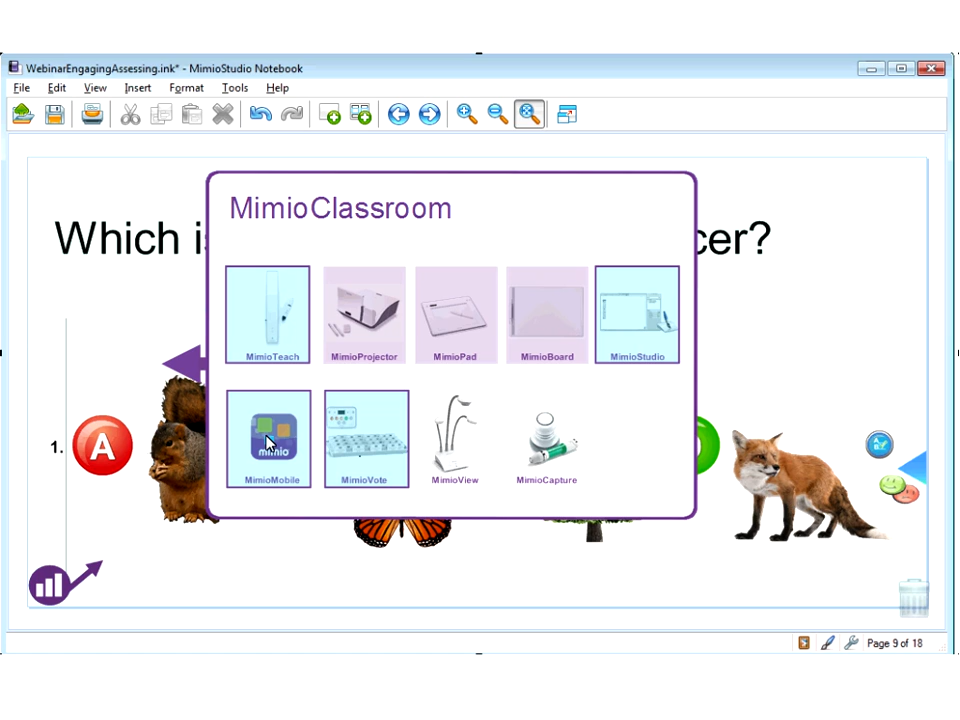 WebinarEngagingAssessing.ink* - MimioStudio Notebook
File Edit View Insert Format Tools Help
MimioClassroom
Which cer?
MimioTeach MimioProjector MimioPad MimioBoard MimioStudio
1. A
mimio
MimioMobile MimioVote MimioView MimioCapture
Page 9 of 18